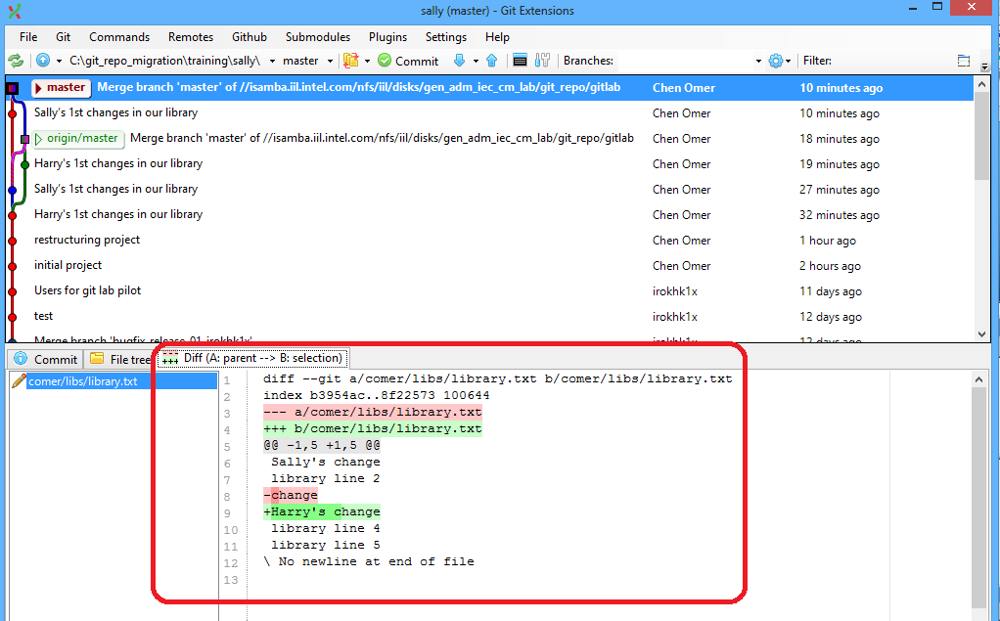 sally (master) - Git Extensions
File Git Commands Remotes Github Submodules Plugins Settings Help
C:\git_repo_migration\training\sally\ master Commit Branches: Filter:
master Merge branch 'master' of //isamba.iil.intel.com/nfs/iil/disks/gen_adm_iec_cm_lab/git_repo/gitlab Chen Omer 10 minutes ago
Sally's 1st changes in our library Chen Omer 10 minutes ago
origin/master Merge branch 'master' of //isamba.iil.intel.com/nfs/iil/disks/gen_adm_iec_cm_lab/git_repo/gitlab Chen Omer 18 minutes ago
Harry's 1st changes in our library Chen Omer 19 minutes ago
Sally's 1st changes in our library Chen Omer 27 minutes ago
Harry's 1st changes in our library Chen Omer 32 minutes ago
restructuring project Chen Omer 1 hour ago
initial project Chen Omer 2 hours ago
Users for git lab pilot irokhk1x 11 days ago
test irokhk1x 12 days ago
Merge branch 'bugfix_release_01_irokhk1x' irokhk1x 12 days ago
Commit File tree Diff (A: parent --> B: selection)
comer/libs/library.txt
1 diff --git a/comer/libs/library.txt b/comer/libs/library.txt
2 index b3954ac..8f22573 100644
3 --- a/comer/libs/library.txt
4 +++ b/comer/libs/library.txt
5 @@ -1,5 +1,5 @@
6 Sally's change
7 library line 2
8 -change
9 +Harry's change
10 library line 4
11 library line 5
12 \ No newline at end of file
13